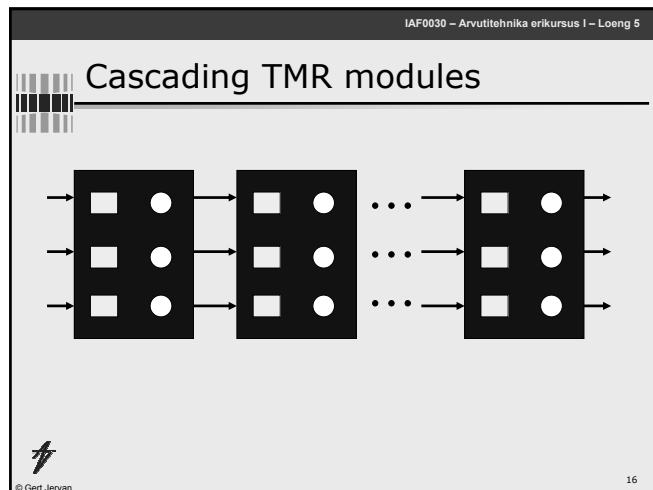 IAF0030 – Arvutitehnika erikursus I – Loeng 5
Cascading TMR modules
16
© Gert Jervan